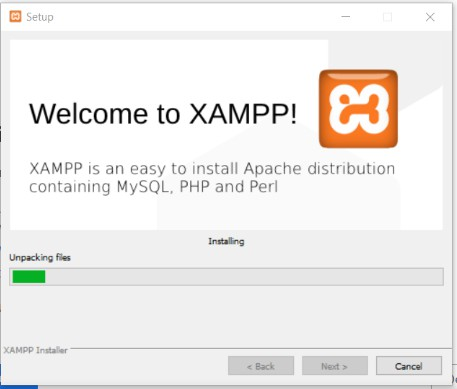 Setup
Welcome to XAMPP!
XAMPP is an easy to install Apache distribution
containing MySQL, PHP and Perl
Installing
Unpacking files
XAMPP Installer
< Back
Next >
Cancel